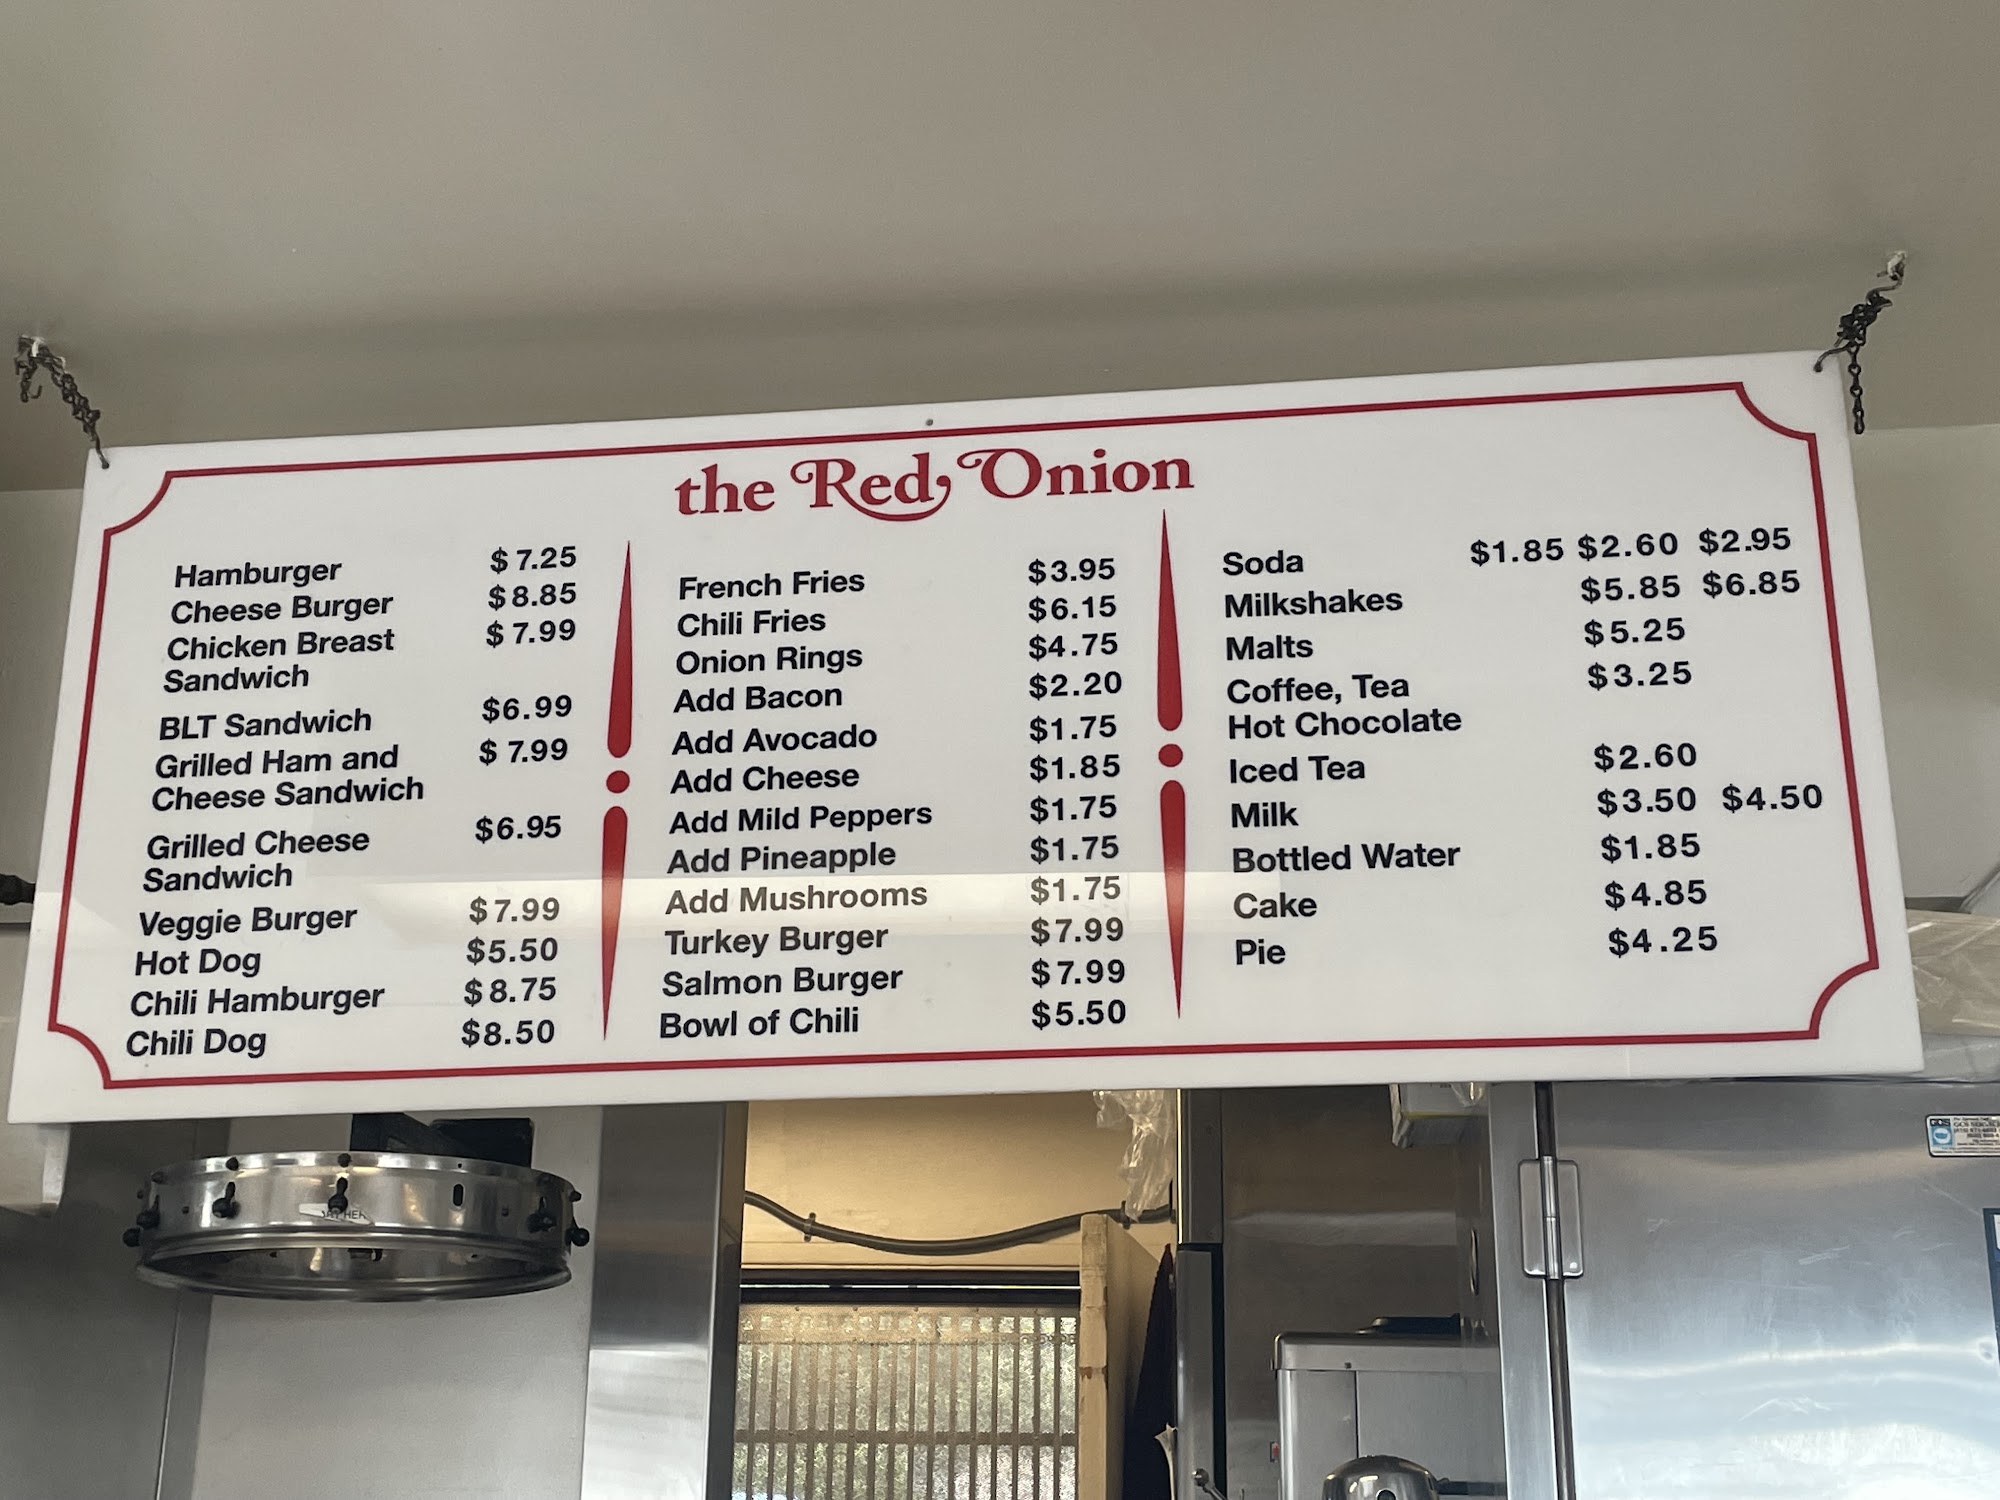 the Red Onion
Hamburger $7.25
Cheese Burger $8.85
Chicken Breast $7.99
Sandwich
BLT Sandwich $6.99
Grilled Ham and $7.99
Cheese Sandwich
Grilled Cheese $6.95
Sandwich
Veggie Burger $7.99
Hot Dog $5.50
Chili Hamburger $8.75
Chili Dog $8.50
French Fries $3.95
Chili Fries $6.15
Onion Rings $4.75
Add Bacon $2.20
Add Avocado $1.75
Add Cheese $1.85
Add Mild Peppers $1.75
Add Pineapple $1.75
Add Mushrooms $1.75
Turkey Burger $7.99
Salmon Burger $7.99
Bowl of Chili $5.50
Soda $1.85 $2.60 $2.95
Milkshakes $5.85 $6.85
Malts $5.25
Coffee, Tea $3.25
Hot Chocolate
Iced Tea $2.60
Milk $3.50 $4.50
Bottled Water $1.85
Cake $4.85
Pie $4.25